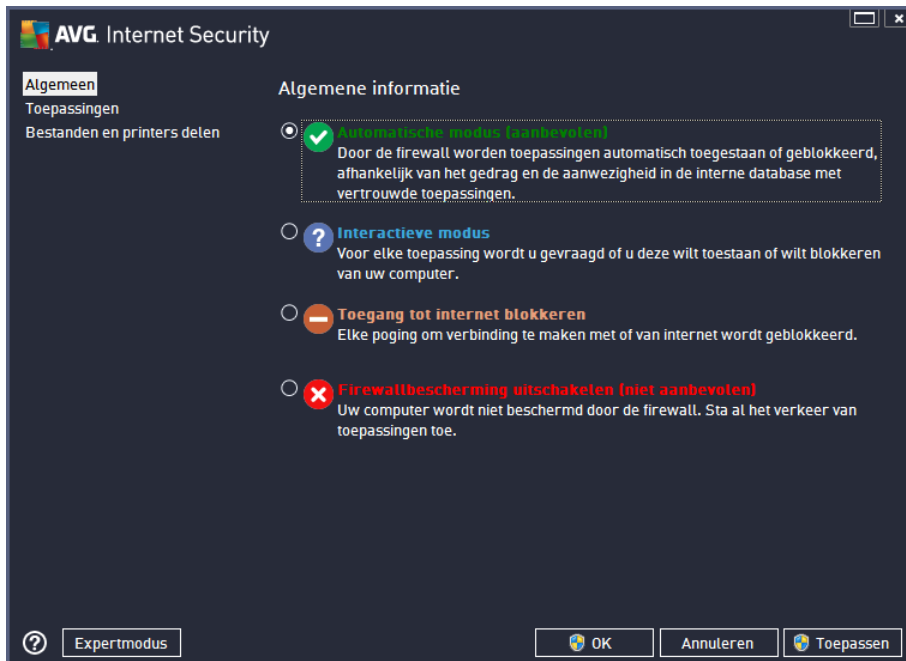 AVG. Internet Security
Algemeen
Toepassingen
Bestanden en printers delen
Algemene informatie
Automatische modus (aanbevolen)
Door de firewall worden toepassingen automatisch toegestaan of geblokkeerd,
afhankelijk van het gedrag en de aanwezigheid in de interne database met
vertrouwde toepassingen.
Interactieve modus
Voor elke toepassing wordt u gevraagd of u deze wilt toestaan of wilt blokkeren
van uw computer.
Toegang tot internet blokkeren
Elke poging om verbinding te maken met of van internet wordt geblokkeerd.
Firewallbescherming uitschakelen (niet aanbevolen)
Uw computer wordt niet beschermd door de firewall. Sta al het verkeer van
toepassingen toe.
Expertmodus
OK
Annuleren
Toepassen